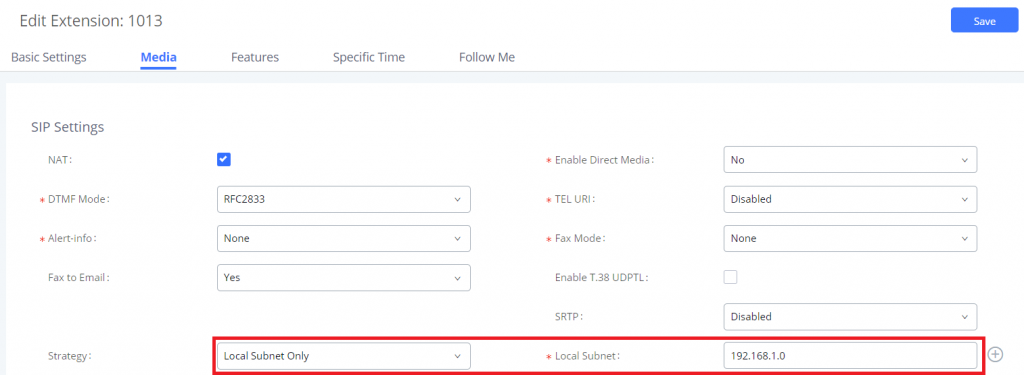 Edit Extension: 1013
Save
Basic Settings Media Features Specific Time Follow Me
SIP Settings
NAT: * Enable Direct Media: No
* DTMF Mode: RFC2833 * TEL URI: Disabled
* Alert-info: None * Fax Mode: None
Fax to Email: Yes Enable T.38 UDPTL:
SRTP: Disabled
Strategy: Local Subnet Only * Local Subnet: 192.168.1.0